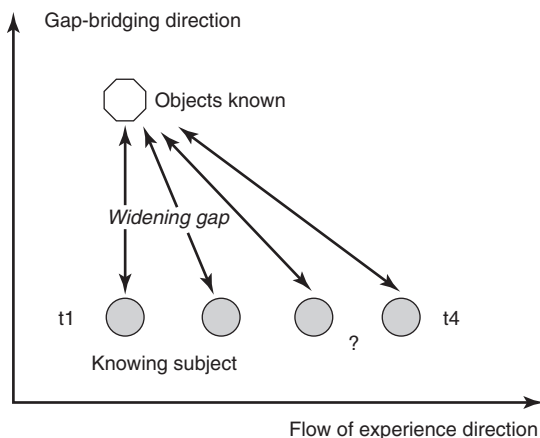 Gap-bridging direction
Objects known
Widening gap
t1
t4
?
Knowing subject
Flow of experience direction